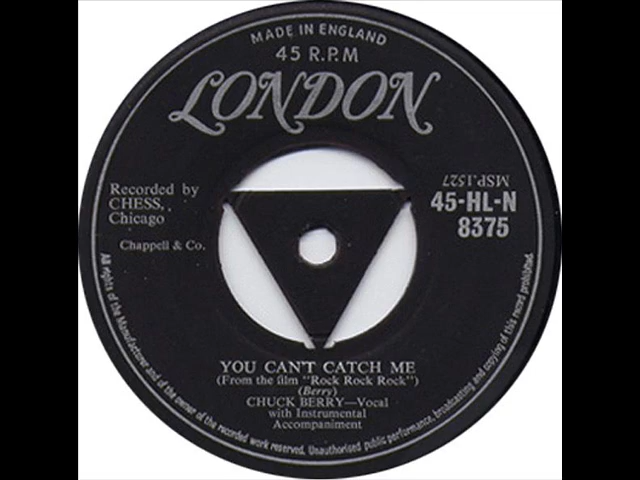 MADE IN ENGLAND
45 R.P.M
LONDON
Recorded by
CHESS,
Chicago
Chappell & Co.
MSP.1527
45-HL-N
8375
YOU CAN'T CATCH ME
(From the film "Rock Rock Rock")
(Berry)
CHUCK BERRY—Vocal
with Instrumental
Accompaniment
All rights of the Manufacturer and of the owner of the recorded work reserved. Unauthorised public performance, broadcasting and copying of this record prohibited.